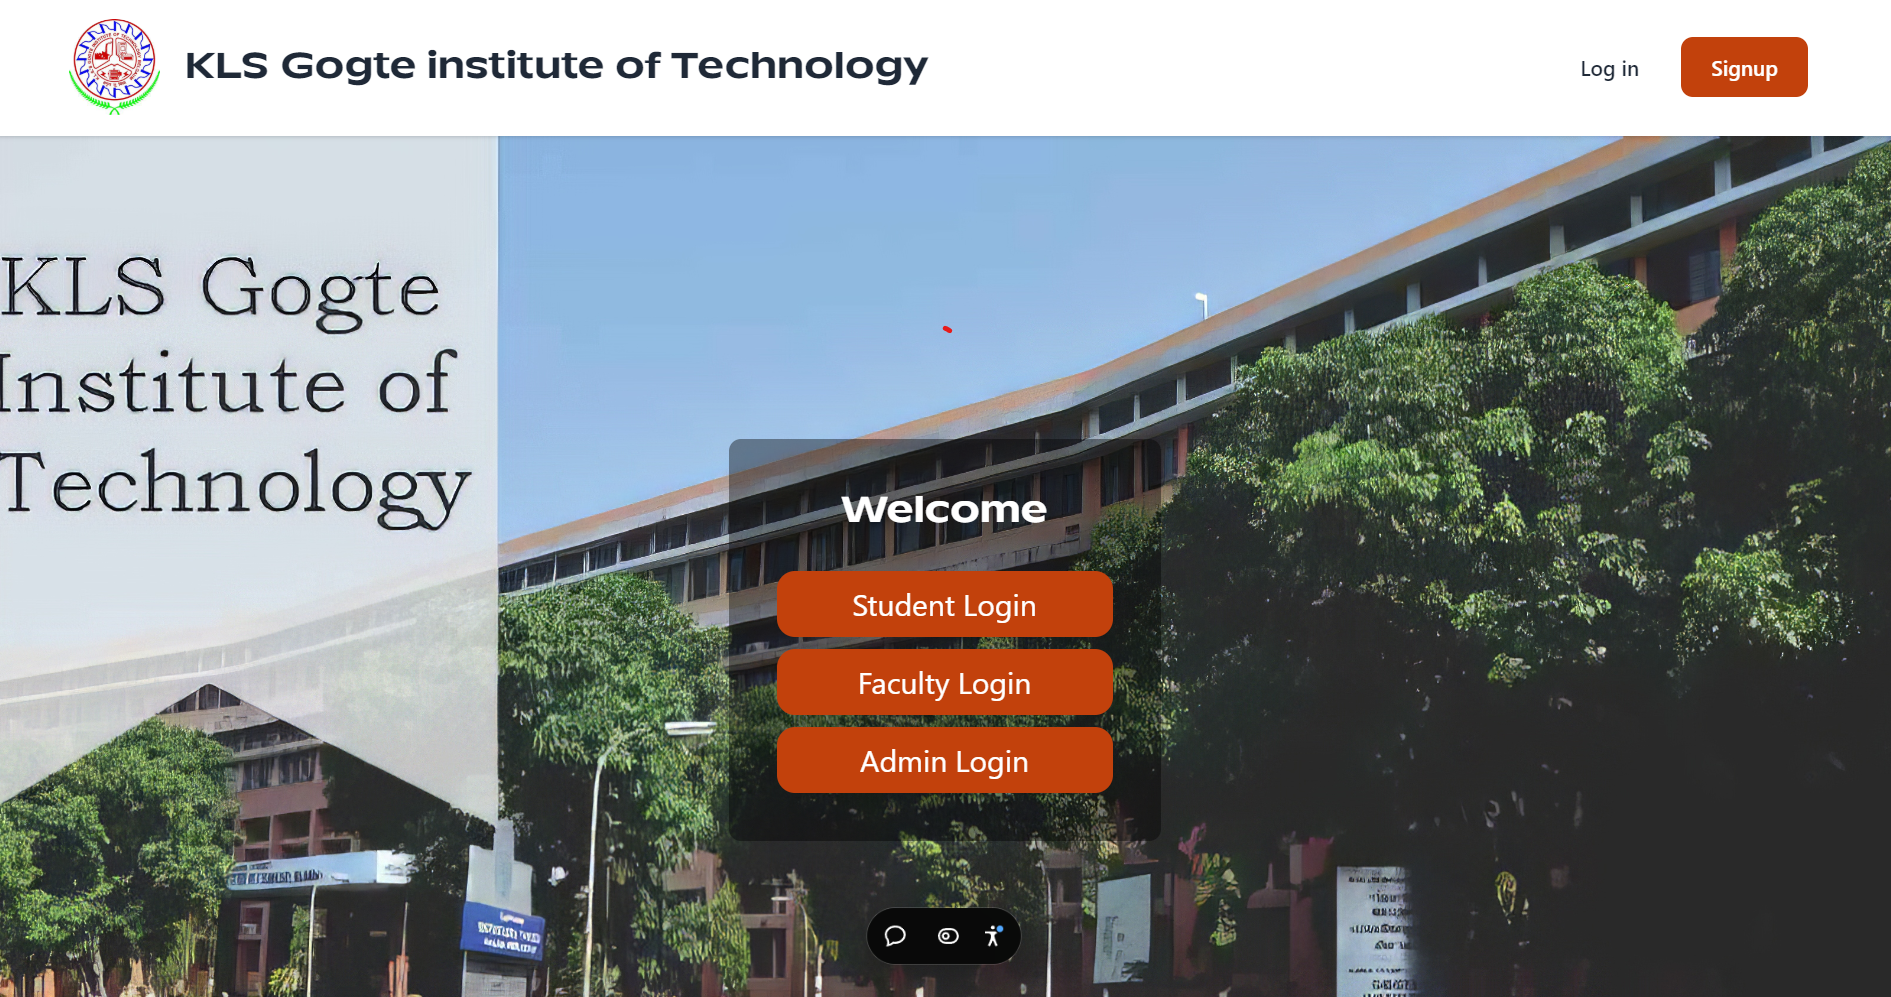 KLS Gogte institute of Technology
Log in
Signup
KLS Gogte
Institute of
Technology
Welcome
Student Login
Faculty Login
Admin Login